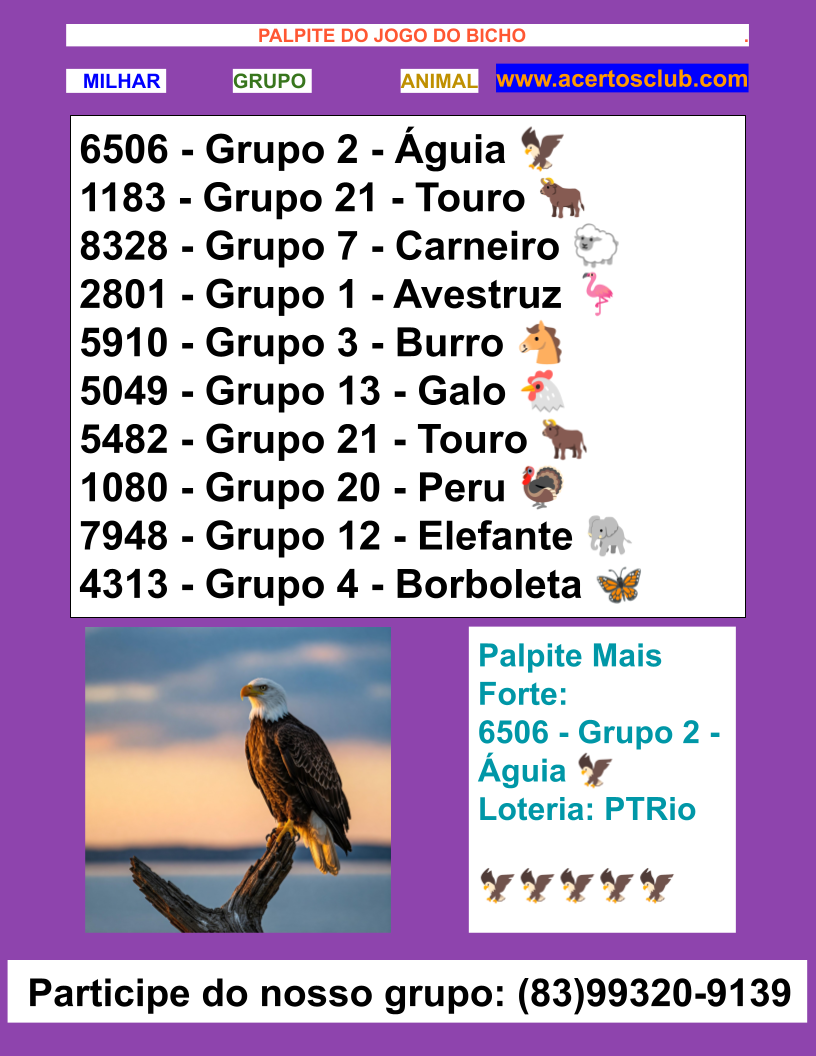 PALPITE DO JOGO DO BICHO .
MILHAR GRUPO ANIMAL www.acertosclub.com
6506 - Grupo 2 - Águia 🦅
1183 - Grupo 21 - Touro 🐂
8328 - Grupo 7 - Carneiro 🐑
2801 - Grupo 1 - Avestruz 🦩
5910 - Grupo 3 - Burro 🐴
5049 - Grupo 13 - Galo 🐔
5482 - Grupo 21 - Touro 🐂
1080 - Grupo 20 - Peru 🦃
7948 - Grupo 12 - Elefante 🐘
4313 - Grupo 4 - Borboleta 🦋
Palpite Mais
Forte:
6506 - Grupo 2 -
Águia 🦅
Loteria: PTRio
🦅🦅🦅🦅🦅
Participe do nosso grupo: (83)99320-9139